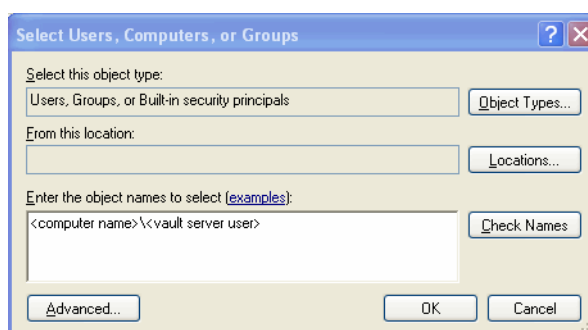 Select Users, Computers, or Groups
Select this object type:
Users, Groups, or Built-in security principals
Object Types...
From this location:
Locations...
Enter the object names to select (examples):
<computer name>\<vault server user>
Check Names
Advanced...
OK
Cancel